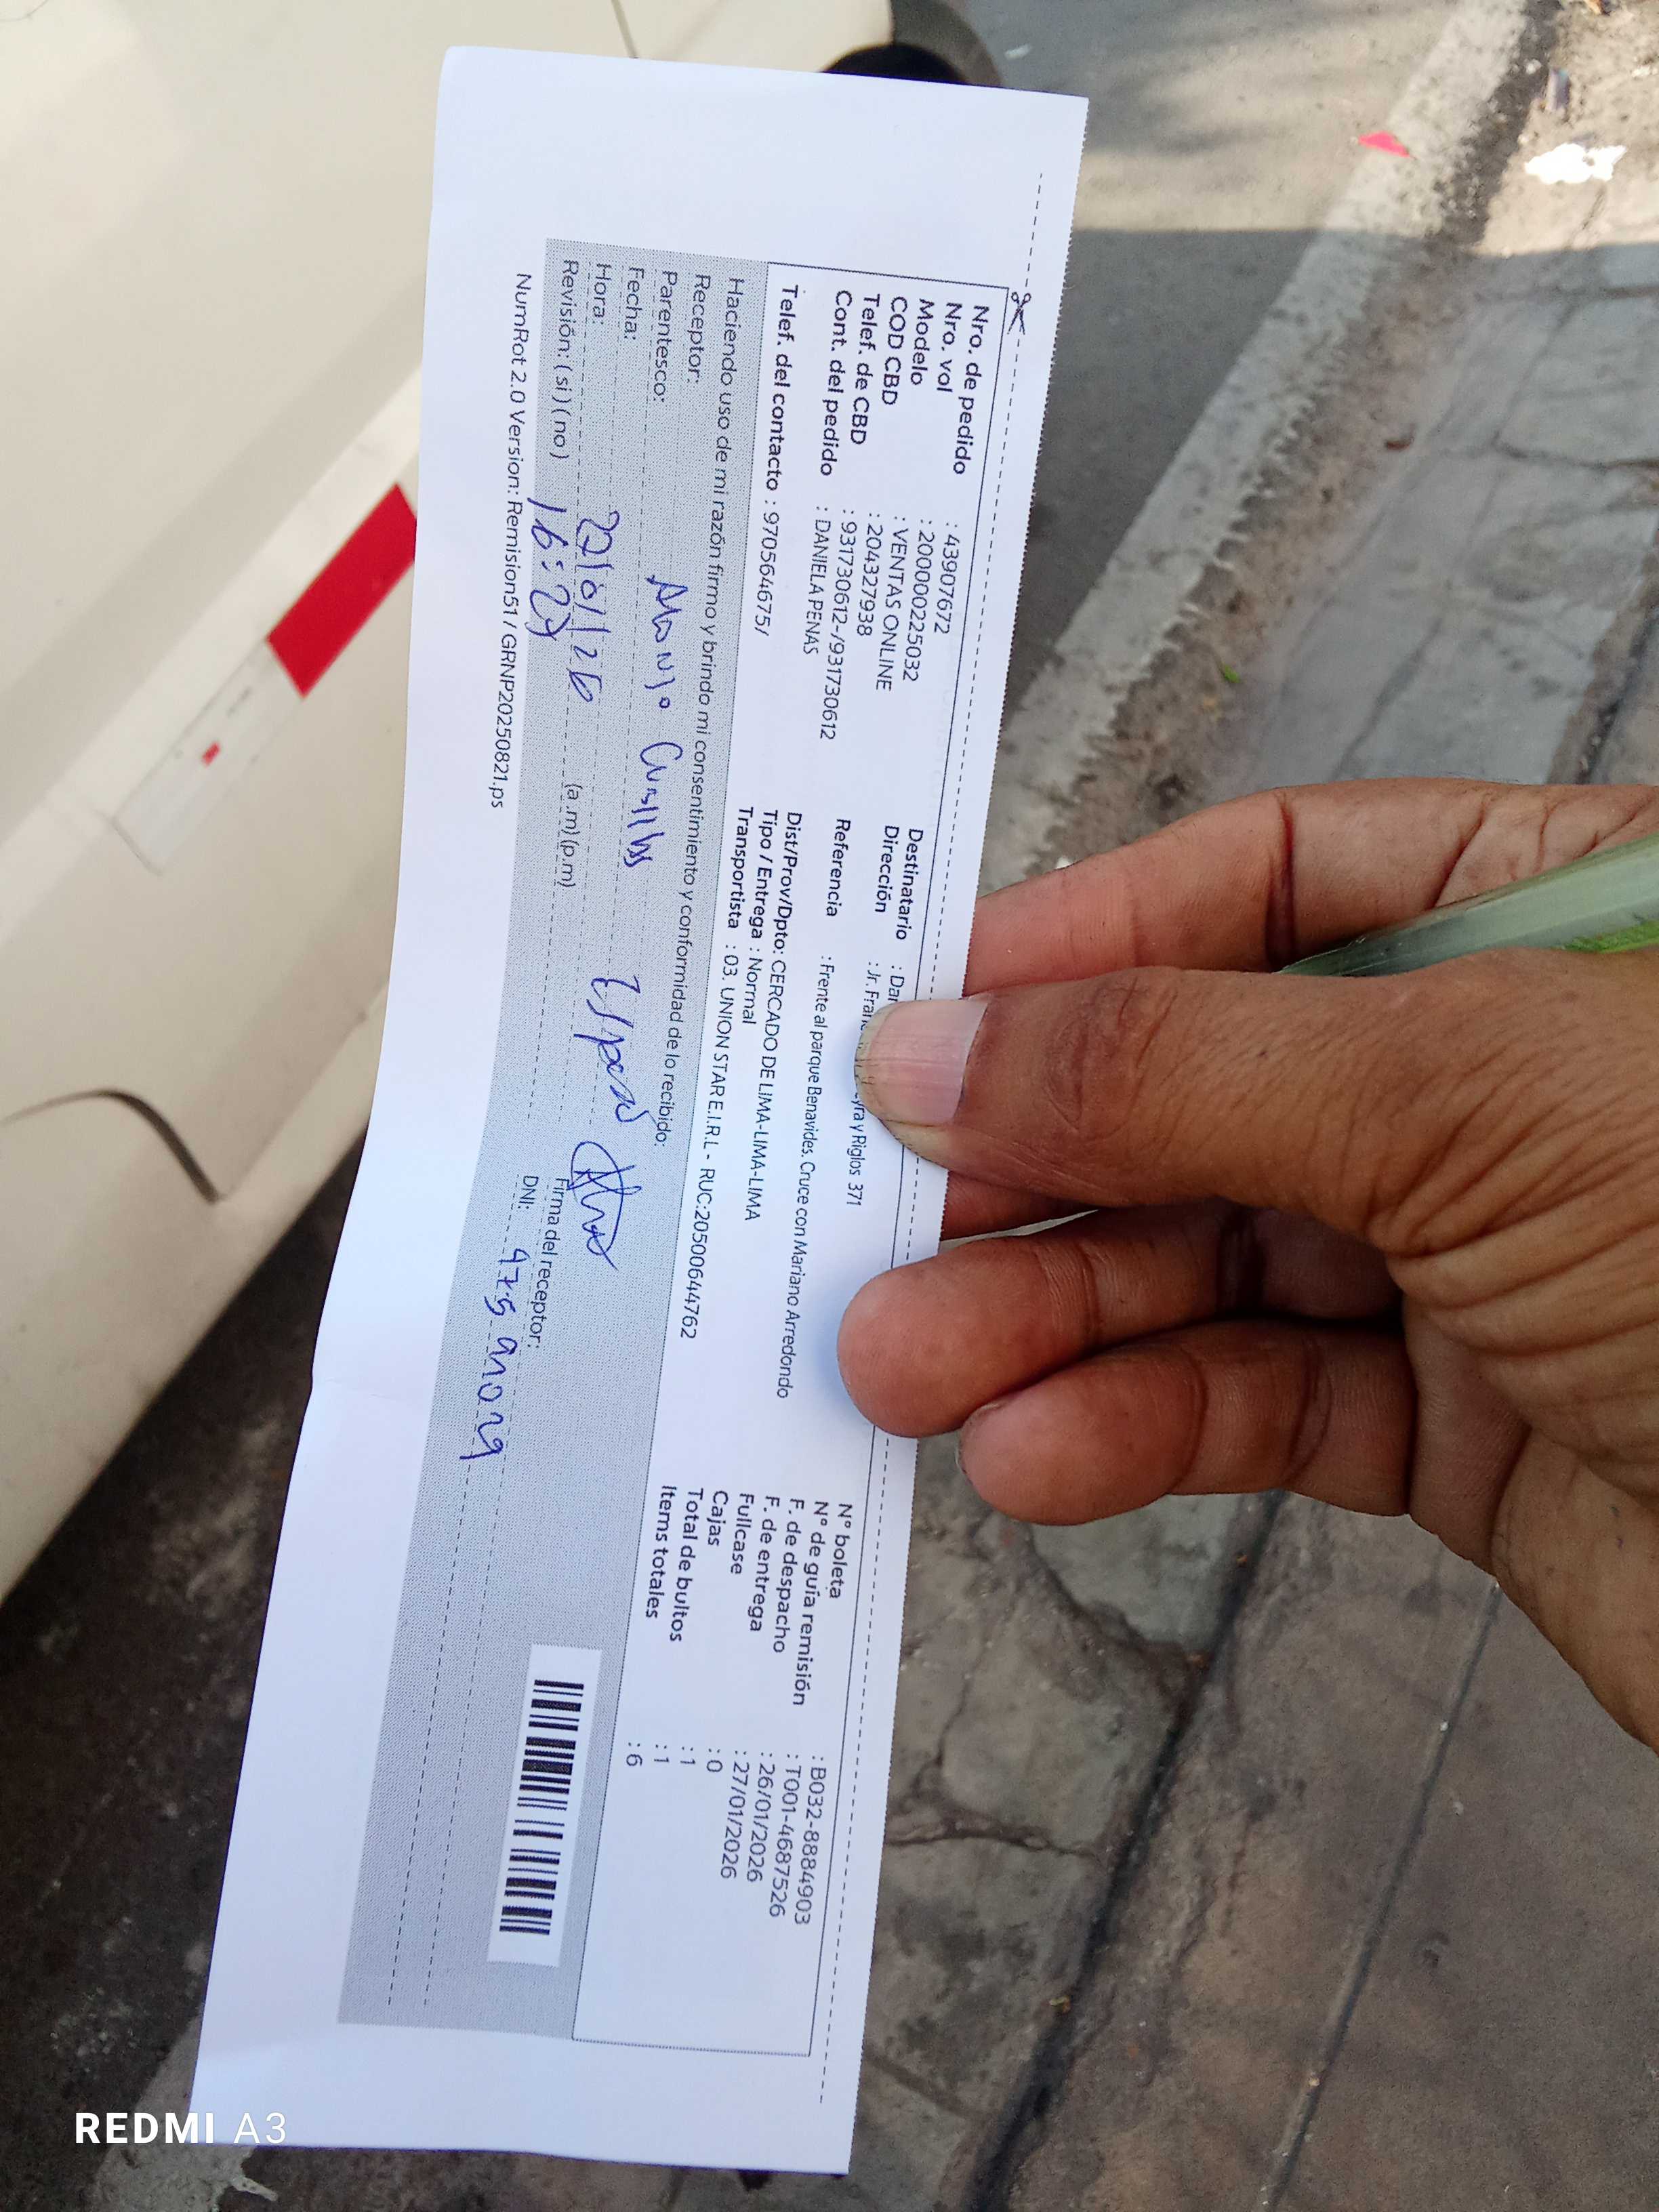 Nro. de pedido : 43907672
Nro. vol : 200000225032
Modelo : VENTAS ONLINE
COD CBD : 204327938
Telef. de CBD : 931730612-/931730612
Cont. del pedido : DANIELA PENAS
Telef. del contacto : 970564675/
Destinatario :
Dirección : Jr. yra y Riglos 371
Referencia : Frente al parque Benavides. Cruce con Mariano Arredondo
Dist/Prov/Dpto: CERCADO DE LIMA-LIMA-LIMA
Tipo / Entrega : Normal
Transportista : 03. UNION STAR E.I.R.L - RUC:20500644762
N° boleta : B032-8884903
N° de guía remisión : T001-4687526
F. de despacho : 26/01/2026
F. de entrega : 27/01/2026
Fullcase : 0
Cajas : 1
Total de bultos : 1
Items totales : 6
Haciendo uso de mi razón firmo y brindo mi consentimiento y conformidad de lo recibido:
Receptor:
Parentesco:
Fecha:
Hora: (a.m)(p.m)
Revisión: ( si ) ( no )
Firma del receptor:
DNI:
NumRot 2.0 Version: Remision51 / GRNP20250821.ps
REDMI A3